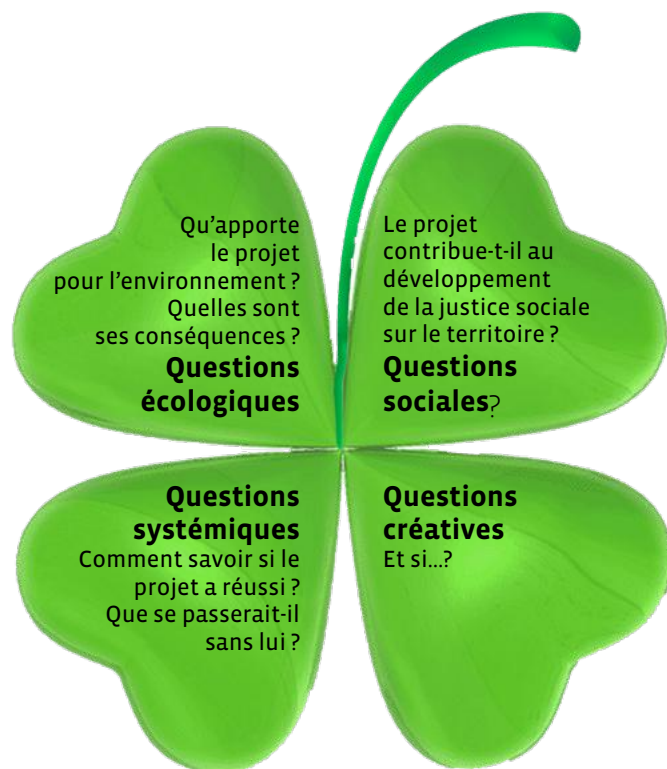 Qu’apporte
le projet
pour l’environnement ?
Quelles sont
ses conséquences ?
Questions
écologiques
Le projet
contribue-t-il au
développement
de la justice sociale
sur le territoire ?
Questions
sociales?
Questions
systémiques
Comment savoir si le
projet a réussi ?
Que se passerait-il
sans lui ?
Questions
créatives
Et si...?